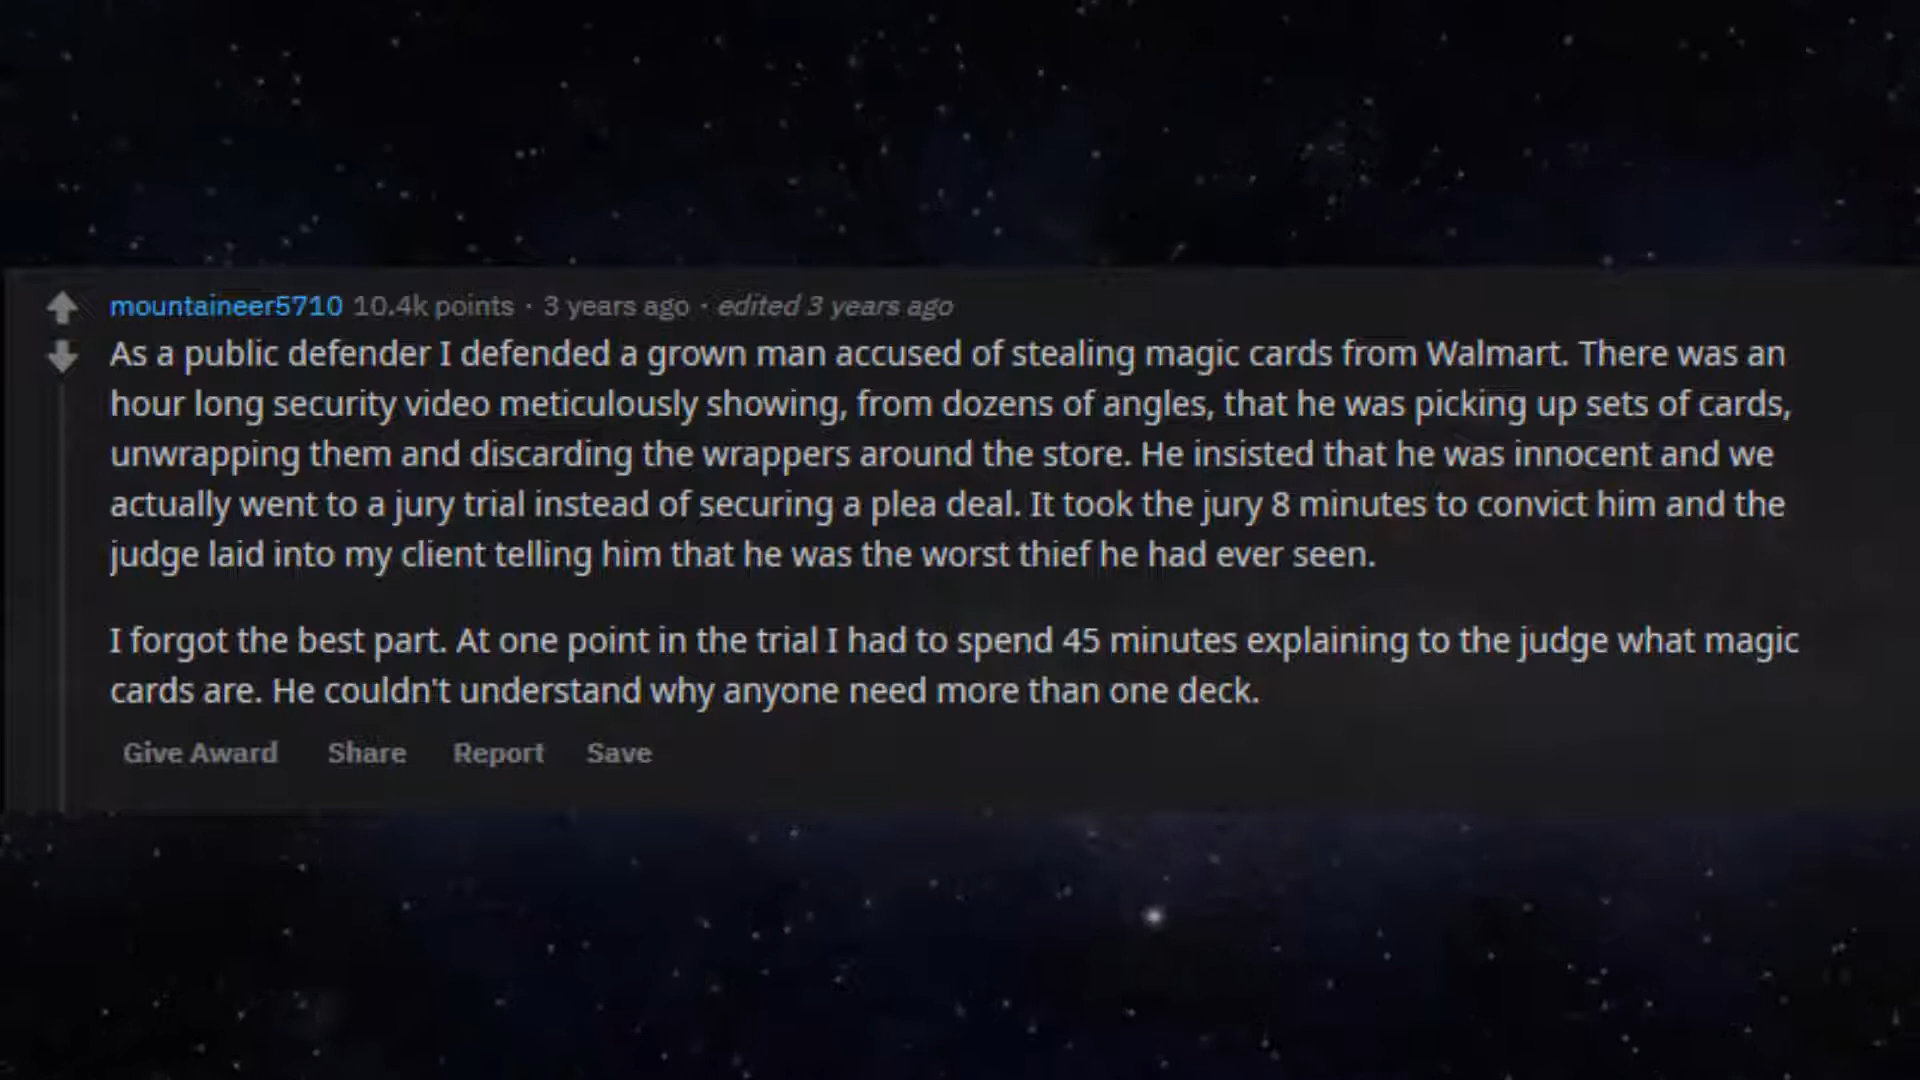 mountaineer5710 10.4k points · 3 years ago · edited 3 years ago
As a public defender I defended a grown man accused of stealing magic cards from Walmart. There was an
hour long security video meticulously showing, from dozens of angles, that he was picking up sets of cards,
unwrapping them and discarding the wrappers around the store. He insisted that he was innocent and we
actually went to a jury trial instead of securing a plea deal. It took the jury 8 minutes to convict him and the
judge laid into my client telling him that he was the worst thief he had ever seen.
I forgot the best part. At one point in the trial I had to spend 45 minutes explaining to the judge what magic
cards are. He couldn't understand why anyone need more than one deck.
Give Award Share Report Save